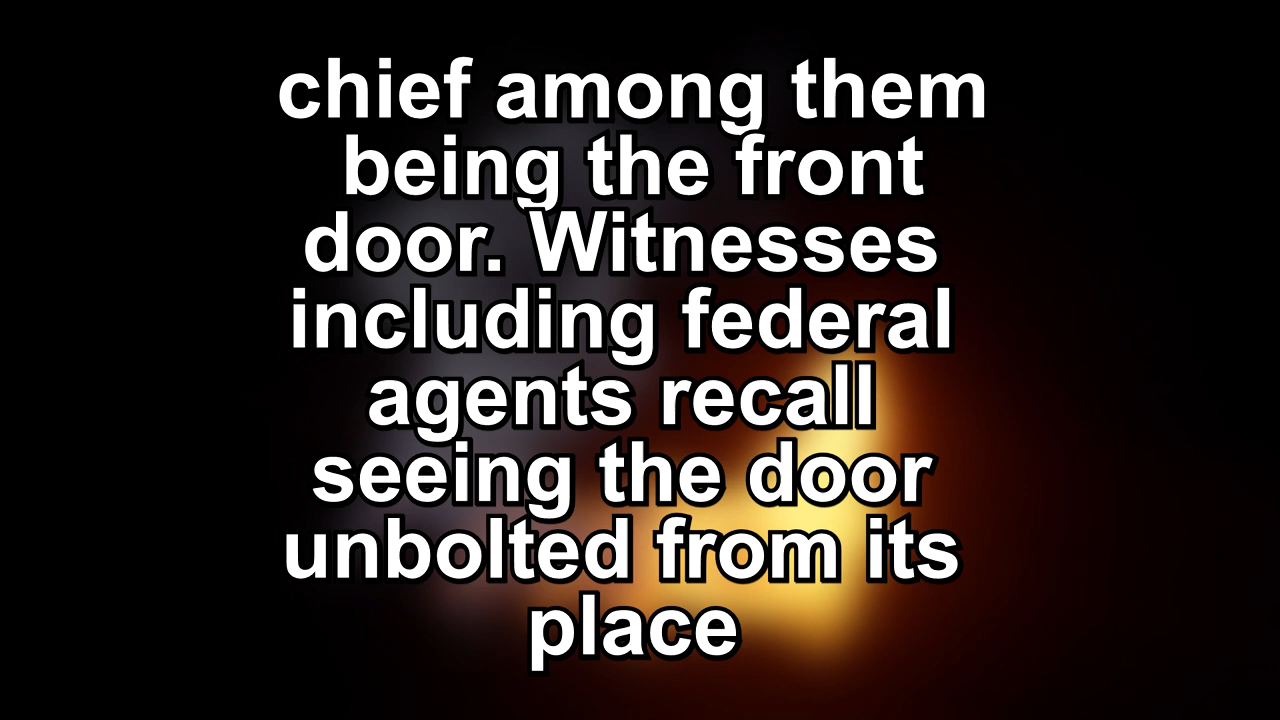 chief among them
being the front
door. Witnesses
including federal
agents recall
seeing the door
unbolted from its
place